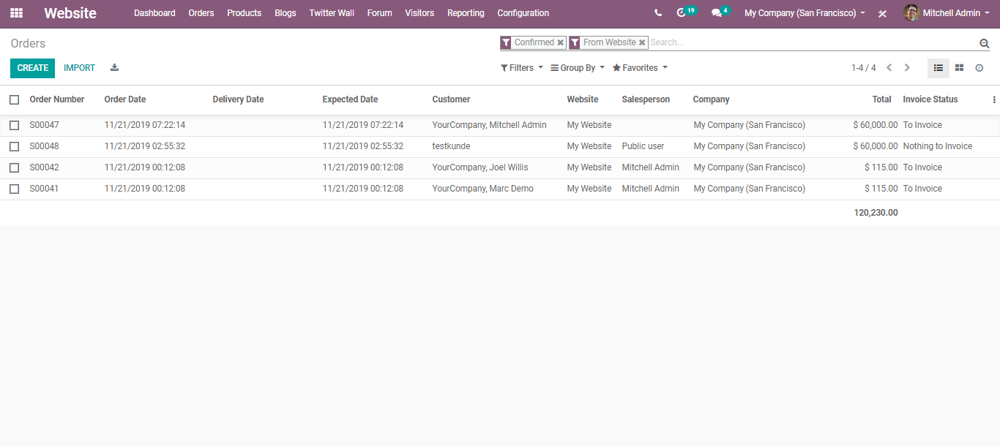 Website Dashboard Orders Products Blogs Twitter Wall Forum Visitors Reporting Configuration 19 4 My Company (San Francisco) Mitchell Admin
Orders Confirmed From Website Search...
CREATE IMPORT Filters Group By Favorites 1-4 / 4
Order Number Order Date Delivery Date Expected Date Customer Website Salesperson Company Total Invoice Status
S00047 11/21/2019 07:22:14 11/21/2019 07:22:14 YourCompany, Mitchell Admin My Website My Company (San Francisco) $ 60,000.00 To Invoice
S00048 11/21/2019 02:55:32 11/21/2019 02:55:32 testkunde My Website Public user My Company (San Francisco) $ 60,000.00 Nothing to Invoice
S00042 11/21/2019 00:12:08 11/21/2019 00:12:08 YourCompany, Joel Willis My Website Mitchell Admin My Company (San Francisco) $ 115.00 To Invoice
S00041 11/21/2019 00:12:08 11/21/2019 00:12:08 YourCompany, Marc Demo My Website Mitchell Admin My Company (San Francisco) $ 115.00 To Invoice
120,230.00